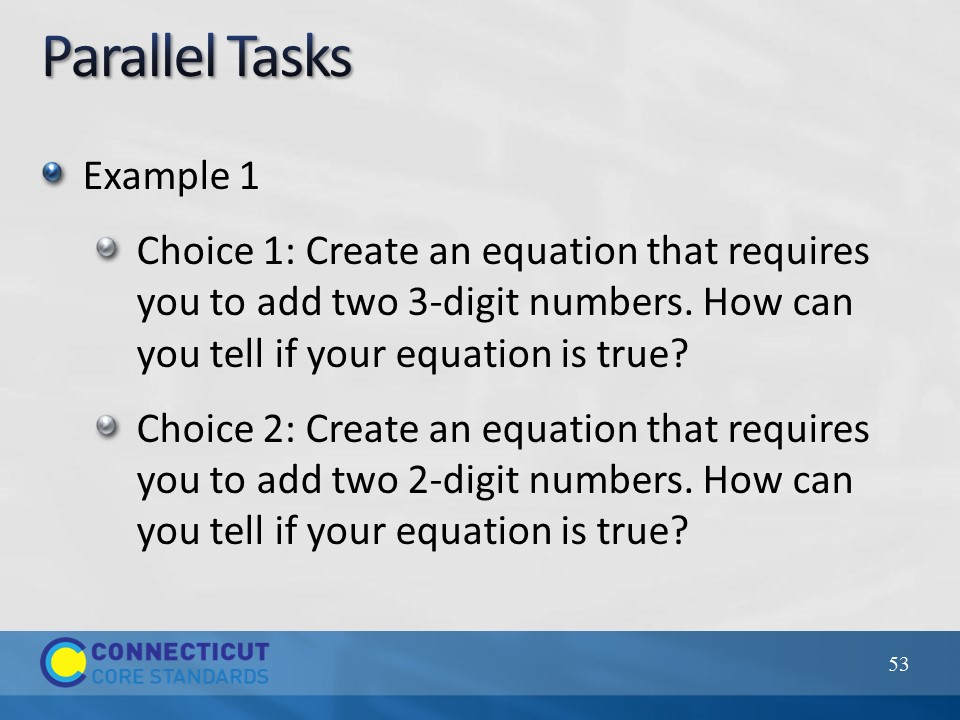 Parallel Tasks
Example 1
Choice 1: Create an equation that requires
you to add two 3-digit numbers. How can
you tell if your equation is true?
Choice 2: Create an equation that requires
you to add two 2-digit numbers. How can
you tell if your equation is true?
CONNECTICUT
CORE STANDARDS
53